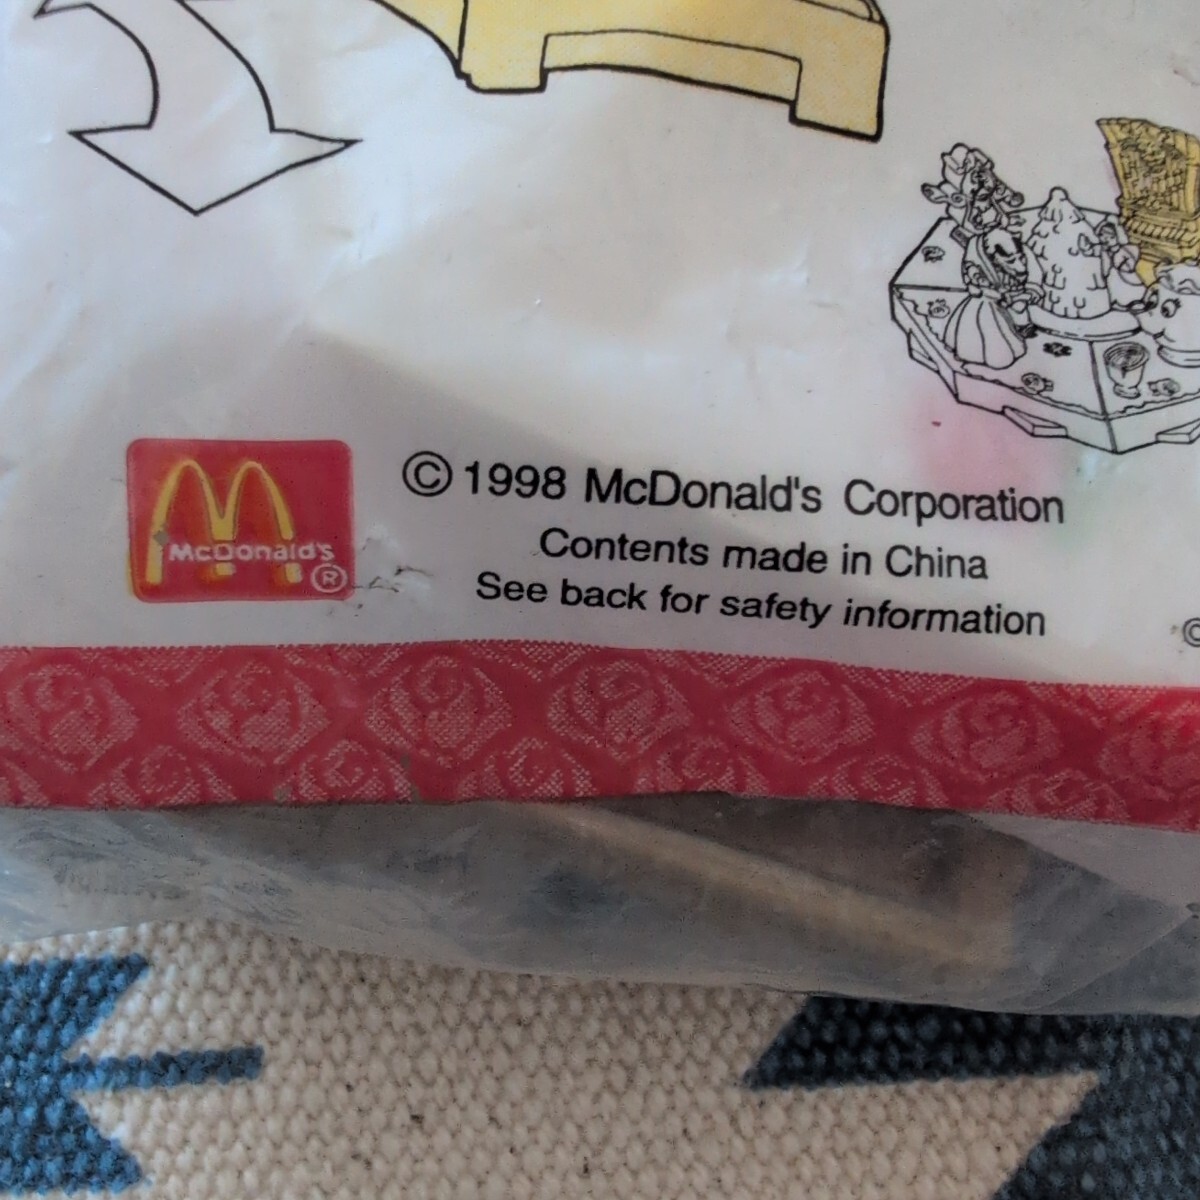 McDonald's
®
© 1998 McDonald's Corporation
Contents made in China
See back for safety information
©